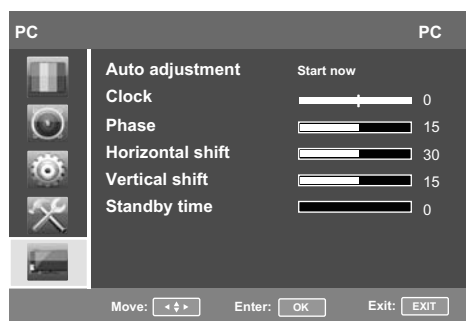 PC PC
Auto adjustment Start now
Clock 0
Phase 15
Horizontal shift 30
Vertical shift 15
Standby time 0
Move: Enter: OK Exit: EXIT